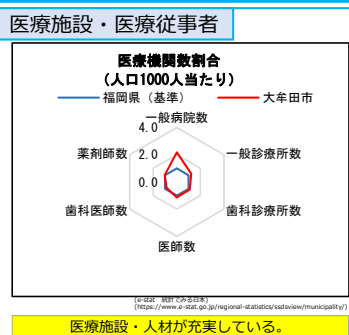 医療施設・医療従事者
医療機関数割合
(人口1000人当たり)
福岡県（基準） 大牟田市
一般病院数
4.0
薬剤師数 2.0 一般診療所数
0.0
歯科医師数 歯科診療所数
医師数
(e-stat 統計でみる日本)
(https://www.e-stat.go.jp/regional-statistics/ssdsview/municipality/)
医療施設・人材が充実している。